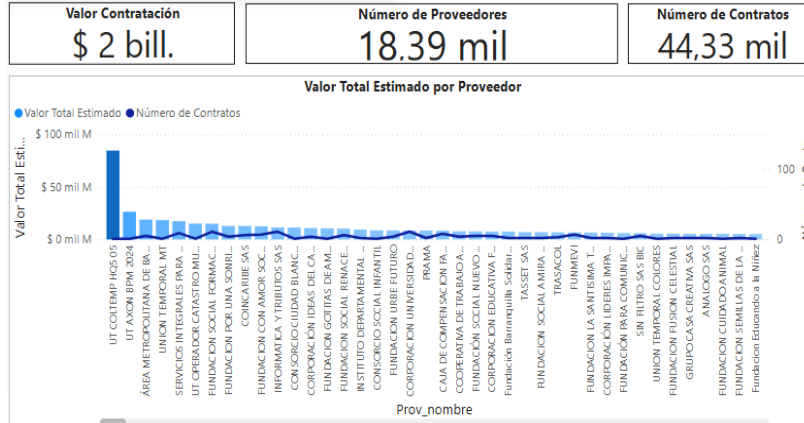 Valor Contratación
$ 2 bill.
Número de Proveedores
18.39 mil
Número de Contratos
44,33 mil
Valor Total Estimado por Proveedor
Valor Total Estimado Número de Contratos
Valor Total Esti...
$ 100 mil M
$ 50 mil M
$ 0 mil M
100
0
UT COLTEMP HOS 05
UT AXON BPM 2024
ÁREA METROPOLITANA DE BA...
UNION TEMPORAL MT
SERVICIOS INTEGRALES PARA ...
UT OPERADOR CATASTRO MU...
FUNDACION SOCIAL FORMAC...
FUNDACION POR UNA SONRI...
COINCARIBE SAS
FUNDACION CON AMOR SOC...
INFORMATICA Y TRIBUTOS SAS
CONSORCIO CIUDAD BLANC...
CORPORACIÓN IDEAS DEL CA...
FUNDACION GOTITAS DE AM...
FUNDACION SOCIAL RENACE...
INSTITUTO DEPARTAMENTAL ...
CONSORCIO SOCIAL INFANTIL
FUNDACION URBE FUTURO
CORPORACION UNIVERSIDAD...
PRAMA
CAJA DE COMPENSACION FA...
COOPERATIVA DE TRABAJO A...
FUNDACIÓN SOCIAL NUEVO ...
CORPORACION EDUCATIVA F...
Fundación Barranquilla Solidar...
TASSET SAS
FUNDACION SOCIAL AMIRA ...
TRASACOL
FUNMEVI
FUNDACION LA SANTISIMA T...
CORPORACIÓN LIDERES IMPA...
FUNDACIÓN PARA COMUNIC...
SIN FILTRO SAS BIC
UNION TEMPORAL COLORES
FUNDACION FUSION CELESTIAL
GRUPO CASA CREATIVA SAS
ANALOGO SAS
FUNDACION CUIDADO ANIMAL
FUNDACION SEMILLAS DE LA ...
Fundacion Educando a la Niñez
Prov_nombre